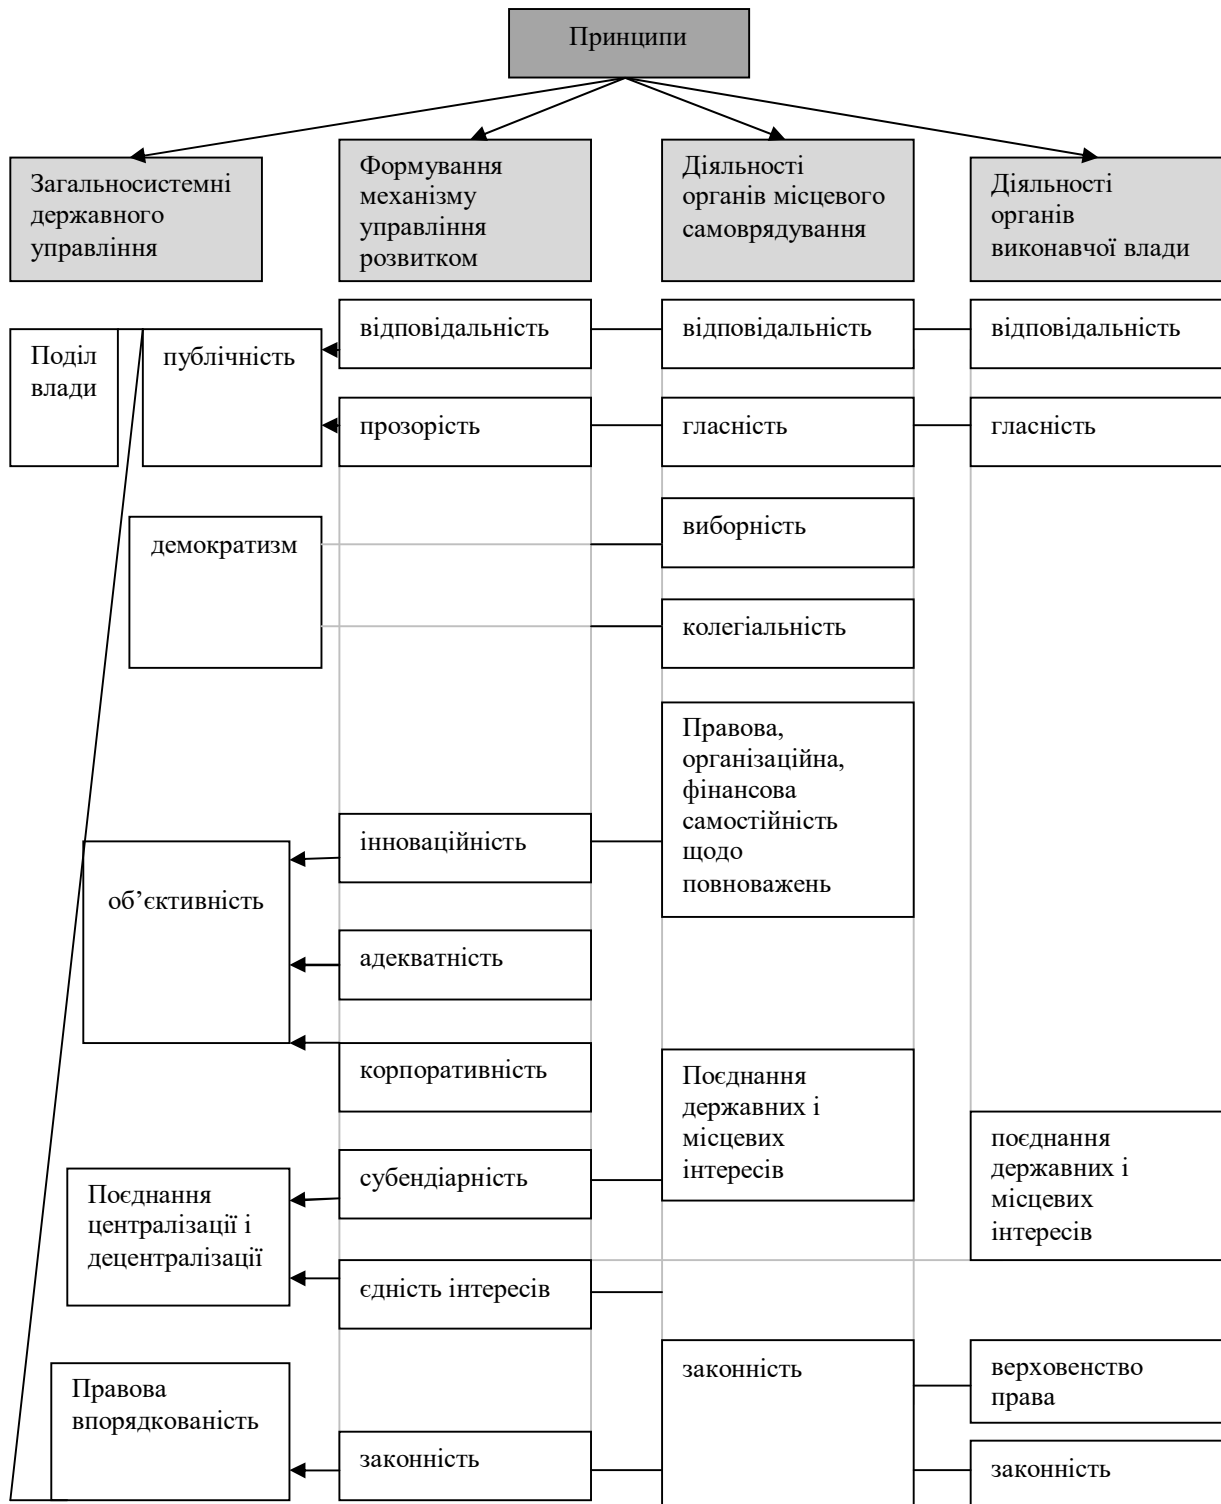 Принципи
Загальносистемні
державного
управління
Формування
механізму
управління
розвитком
Діяльності
органів місцевого
самоврядування
Діяльності
органів
виконавчої влади
Поділ
влади
публічність
відповідальність
відповідальність
відповідальність
прозорість
гласність
гласність
демократизм
виборність
колегіальність
Правова,
організаційна,
фінансова
самостійність
щодо
повноважень
об’єктивність
інноваційність
адекватність
корпоративність
Поєднання
державних і
місцевих
інтересів
поєднання
державних і
місцевих
інтересів
Поєднання
централізації і
децентралізації
субендіарність
єдність інтересів
Правова
впорядкованість
законність
законність
верховенство
права
законність